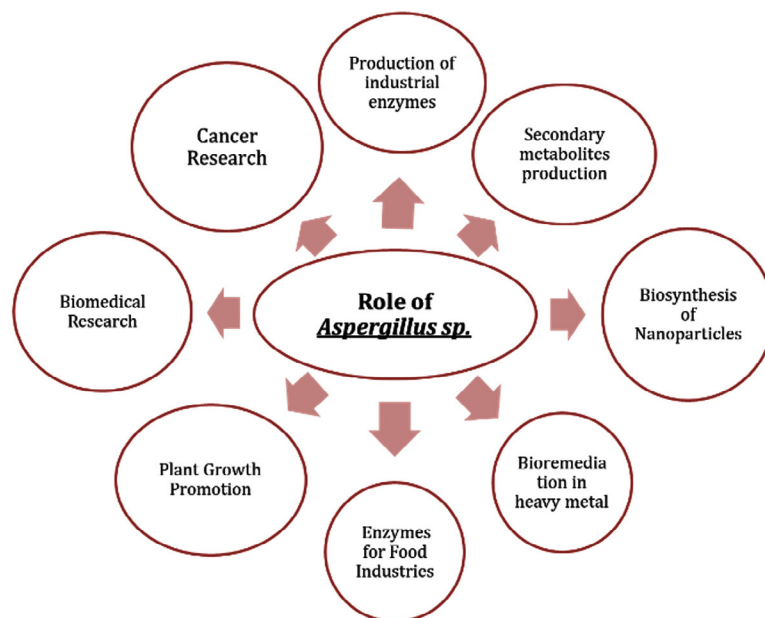 Production of
industrial
enzymes
Secondary
metabolites
production
Biosynthesis
of
Nanoparticles
Bioremedia
tion in
heavy metal
Enzymes
for Food
Industries
Plant Growth
Promotion
Biomedical
Research
Cancer
Research
Role of
Aspergillus sp.